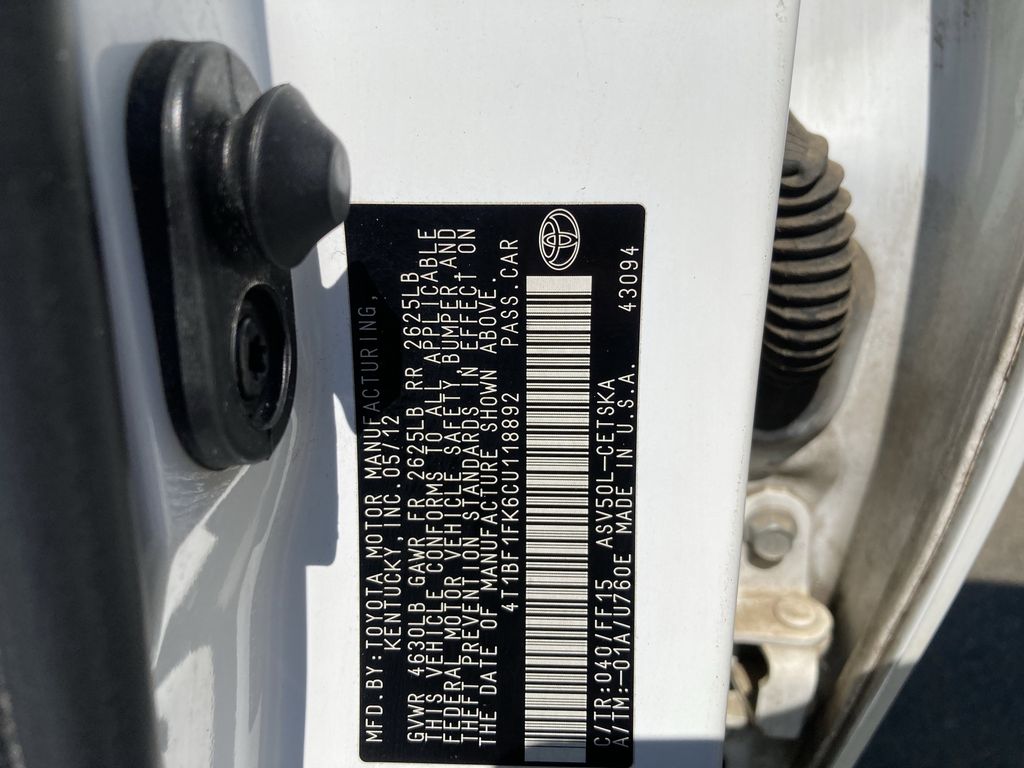 MFD.BY:TOYOTA MOTOR MANUFACTURING,
KENTUCKY,INC.05/12
GVWR 4630LB GAWR FR 2625LB RR 2625LB
THIS VEHICLE CONFORMS TO ALL APPLICABLE
FEDERAL MOTOR VEHICLE SAFETY, BUMPER AND
THEFT PREVENTION STANDARDS IN EFFECT ON
THE DATE OF MANUFACTURE SHOWN ABOVE.
4T1BF1FK6CU118892 PASS.CAR
C/TR:040/FF15 ASV50L-CETSKA
A/TM:-01A/U760E MADE IN U.S.A. 43094